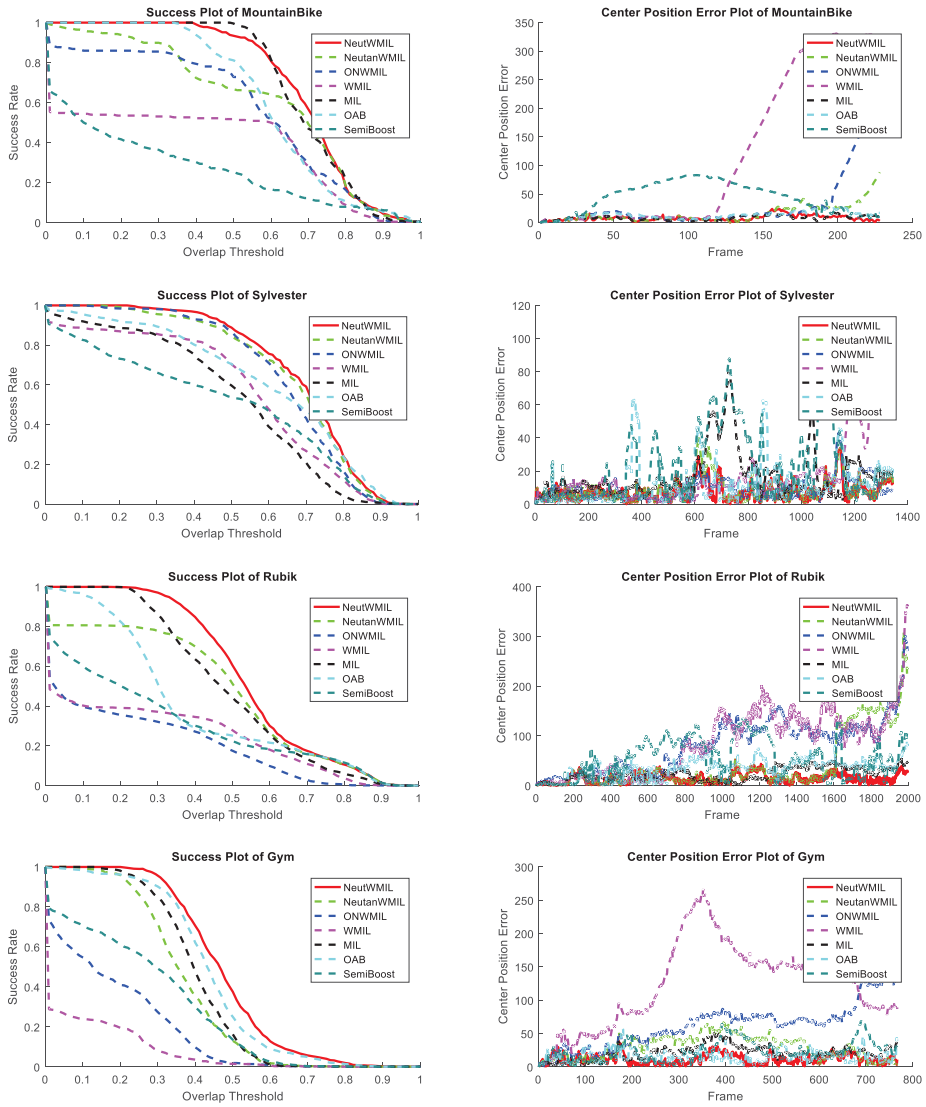 Success Plot of MountainBike
Success Rate
1
0.8
0.6
0.4
0.2
0
0 0.1 0.2 0.3 0.4 0.5 0.6 0.7 0.8 0.9 1
Overlap Threshold
NeutWMIL
NeutanWMIL
ONWMIL
WMIL
MIL
OAB
SemiBoost
Center Position Error Plot of MountainBike
Center Position Error
350
300
250
200
150
100
50
0
0 50 100 150 200 250
Frame
NeutWMIL
NeutanWMIL
ONWMIL
WMIL
MIL
OAB
SemiBoost
Success Plot of Sylvester
Success Rate
1
0.8
0.6
0.4
0.2
0
0 0.1 0.2 0.3 0.4 0.5 0.6 0.7 0.8 0.9 1
Overlap Threshold
NeutWMIL
NeutanWMIL
ONWMIL
WMIL
MIL
OAB
SemiBoost
Center Position Error Plot of Sylvester
Center Position Error
120
100
80
60
40
20
0
0 200 400 600 800 1000 1200 1400
Frame
NeutWMIL
NeutanWMIL
ONWMIL
WMIL
MIL
OAB
SemiBoost
Success Plot of Rubik
Success Rate
1
0.8
0.6
0.4
0.2
0
0 0.1 0.2 0.3 0.4 0.5 0.6 0.7 0.8 0.9 1
Overlap Threshold
NeutWMIL
NeutanWMIL
ONWMIL
WMIL
MIL
OAB
SemiBoost
Center Position Error Plot of Rubik
Center Position Error
400
300
200
100
0
0 200 400 600 800 1000 1200 1400 1600 1800 2000
Frame
NeutWMIL
NeutanWMIL
ONWMIL
WMIL
MIL
OAB
SemiBoost
Success Plot of Gym
Success Rate
1
0.8
0.6
0.4
0.2
0
0 0.1 0.2 0.3 0.4 0.5 0.6 0.7 0.8 0.9 1
Overlap Threshold
NeutWMIL
NeutanWMIL
ONWMIL
WMIL
MIL
OAB
SemiBoost
Center Position Error Plot of Gym
Center Position Error
300
250
200
150
100
50
0
0 100 200 300 400 500 600 700 800
Frame
NeutWMIL
NeutanWMIL
ONWMIL
WMIL
MIL
OAB
SemiBoost